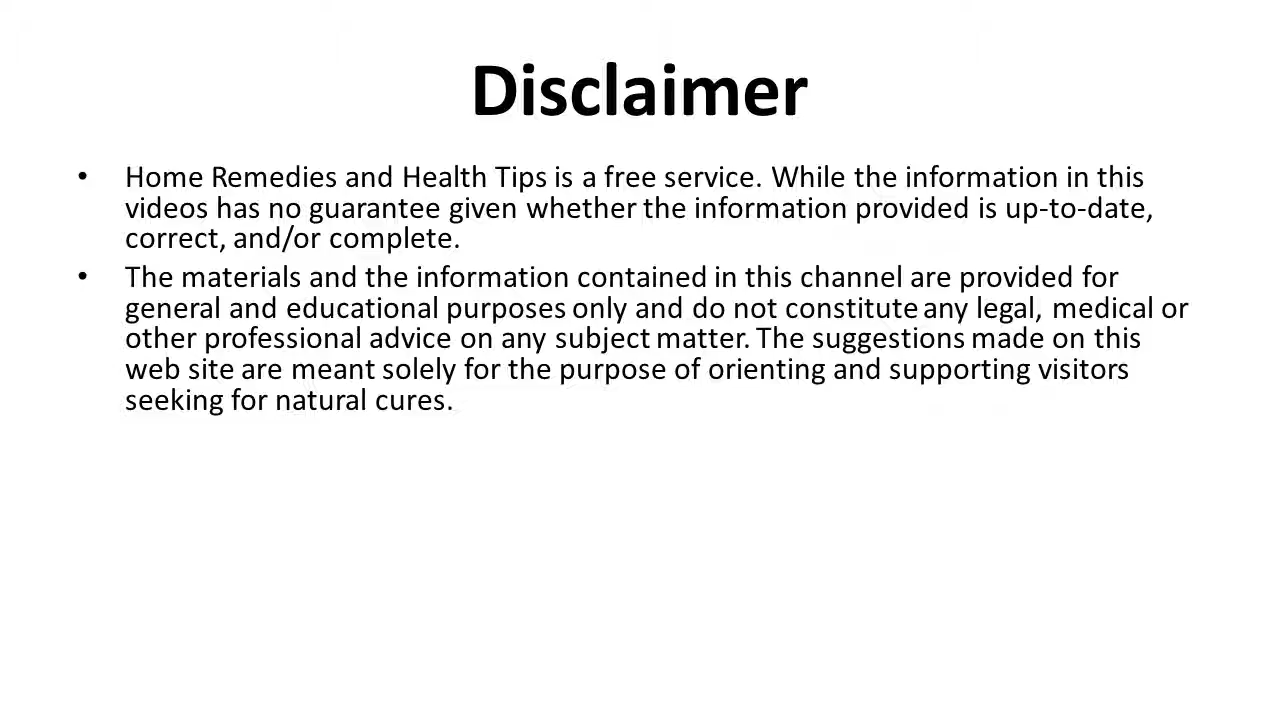 Disclaimer
• Home Remedies and Health Tips is a free service. While the information in this
videos has no guarantee given whether the information provided is up-to-date,
correct, and/or complete.
• The materials and the information contained in this channel are provided for
general and educational purposes only and do not constitute any legal, medical or
other professional advice on any subject matter. The suggestions made on this
web site are meant solely for the purpose of orienting and supporting visitors
seeking for natural cures.